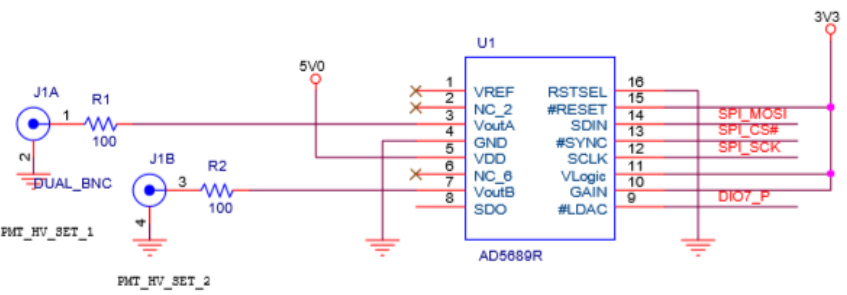 3V3
U1
5V0
J1A
R1
1
100
2
DUAL_BNC
PMT_HV_SET_1
J1B
R2
3
100
4
PMT_HV_SET_2
1 VREF
2 NC_2
3 VoutA
4 GND
5 VDD
6 NC_6
7 VoutB
8 SDO
RSTSEL 16
#RESET 15
SDIN 14 SPI_MOSI
#SYNC 13 SPI_CS#
SCLK 12 SPI_SCK
VLogic 11
GAIN 10
#LDAC 9 DIO7_P
AD5689R